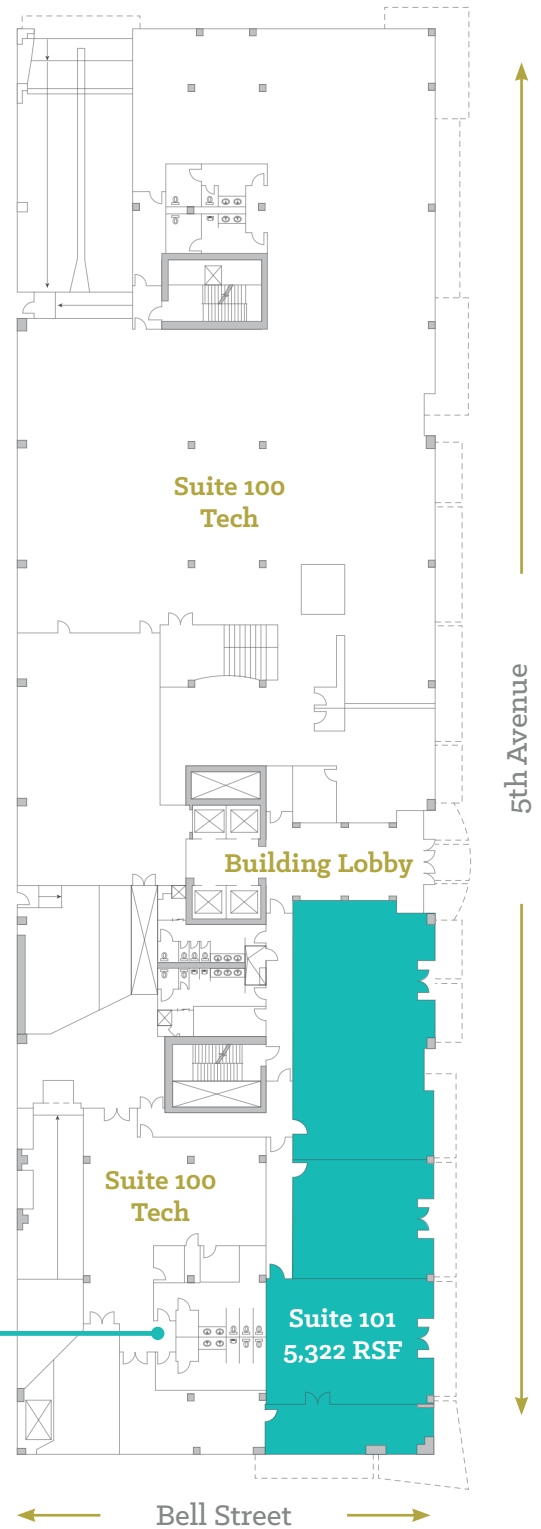 Suite 100
Tech
5th Avenue
Building Lobby
Suite 100
Tech
Suite 101
5,322 RSF
Bell Street